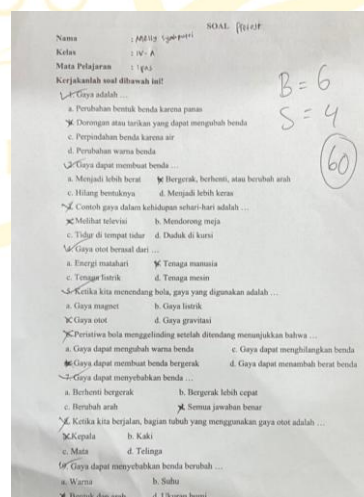 SOAL Pretest
Nama : Melly
Kelas : IV-A
Mata Pelajaran : Ipas
Kerjakanlah soal dibawah ini!
B = 6
S = 4
60
1. Gaya adalah ...
a. Perubahan bentuk benda karena panas
b. Dorongan atau tarikan yang dapat mengubah benda
c. Perpindahan benda karena air
d. Perubahan warna benda
2. Gaya dapat membuat benda ...
a. Menjadi lebih berat b. Bergerak, berhenti, atau berubah arah
c. Hilang bentuknya d. Menjadi lebih keras
Contoh gaya dalam kehidupan sehari-hari adalah ...
Melihat televisi b. Mendorong meja
c. Tidur di tempat tidur d. Duduk di kursi
Gaya otot berasal dari ...
a. Energi matahari Tenaga manusia
c. Tenaga listrik d. Tenaga mesin
Ketika kita menendang bola, gaya yang digunakan adalah ...
a. Gaya magnet b. Gaya listrik
Gaya otot d. Gaya gravitasi
Peristiwa bola menggelinding setelah ditendang menunjukkan bahwa ...
a. Gaya dapat mengubah warna benda c. Gaya dapat menghilangkan benda
Gaya dapat membuat benda bergerak d. Gaya dapat menambah berat benda
7. Gaya dapat menyebabkan benda ...
a. Berhenti bergerak b. Bergerak lebih cepat
c. Berubah arah Semua jawaban benar
Ketika kita berjalan, bagian tubuh yang menggunakan gaya otot adalah ...
Kepala b. Kaki
c. Mata d. Telinga
Gaya dapat menyebabkan benda berubah ...
a. Warna b. Suhu
Bentuk dan arah d. Ukuran bumi